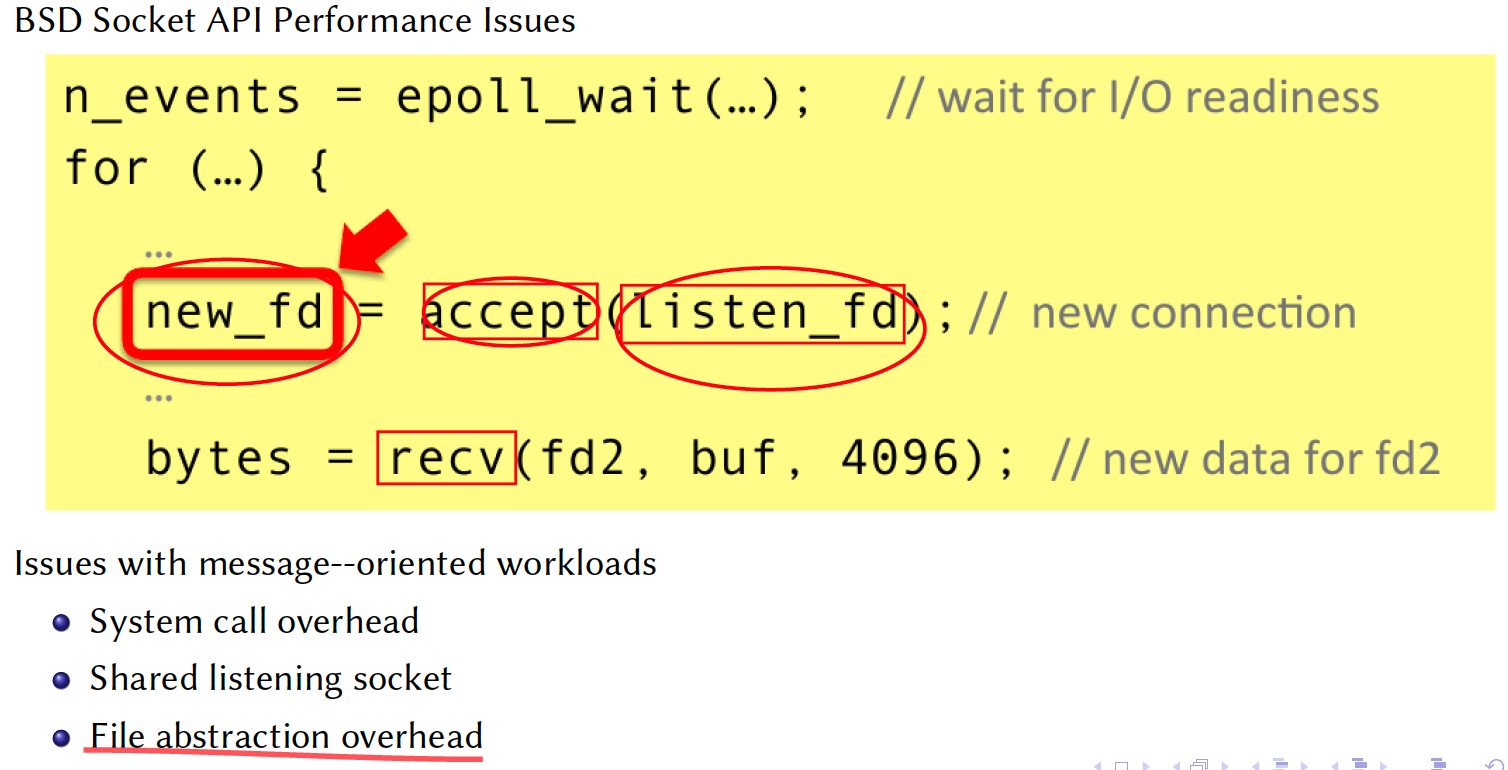 BSD Socket API Performance Issues
n_events = epoll_wait(…); // wait for I/O readiness
for (…) {
…
new_fd = accept(listen_fd); // new connection
…
bytes = recv(fd2, buf, 4096); // new data for fd2
Issues with message--oriented workloads
System call overhead
Shared listening socket
File abstraction overhead